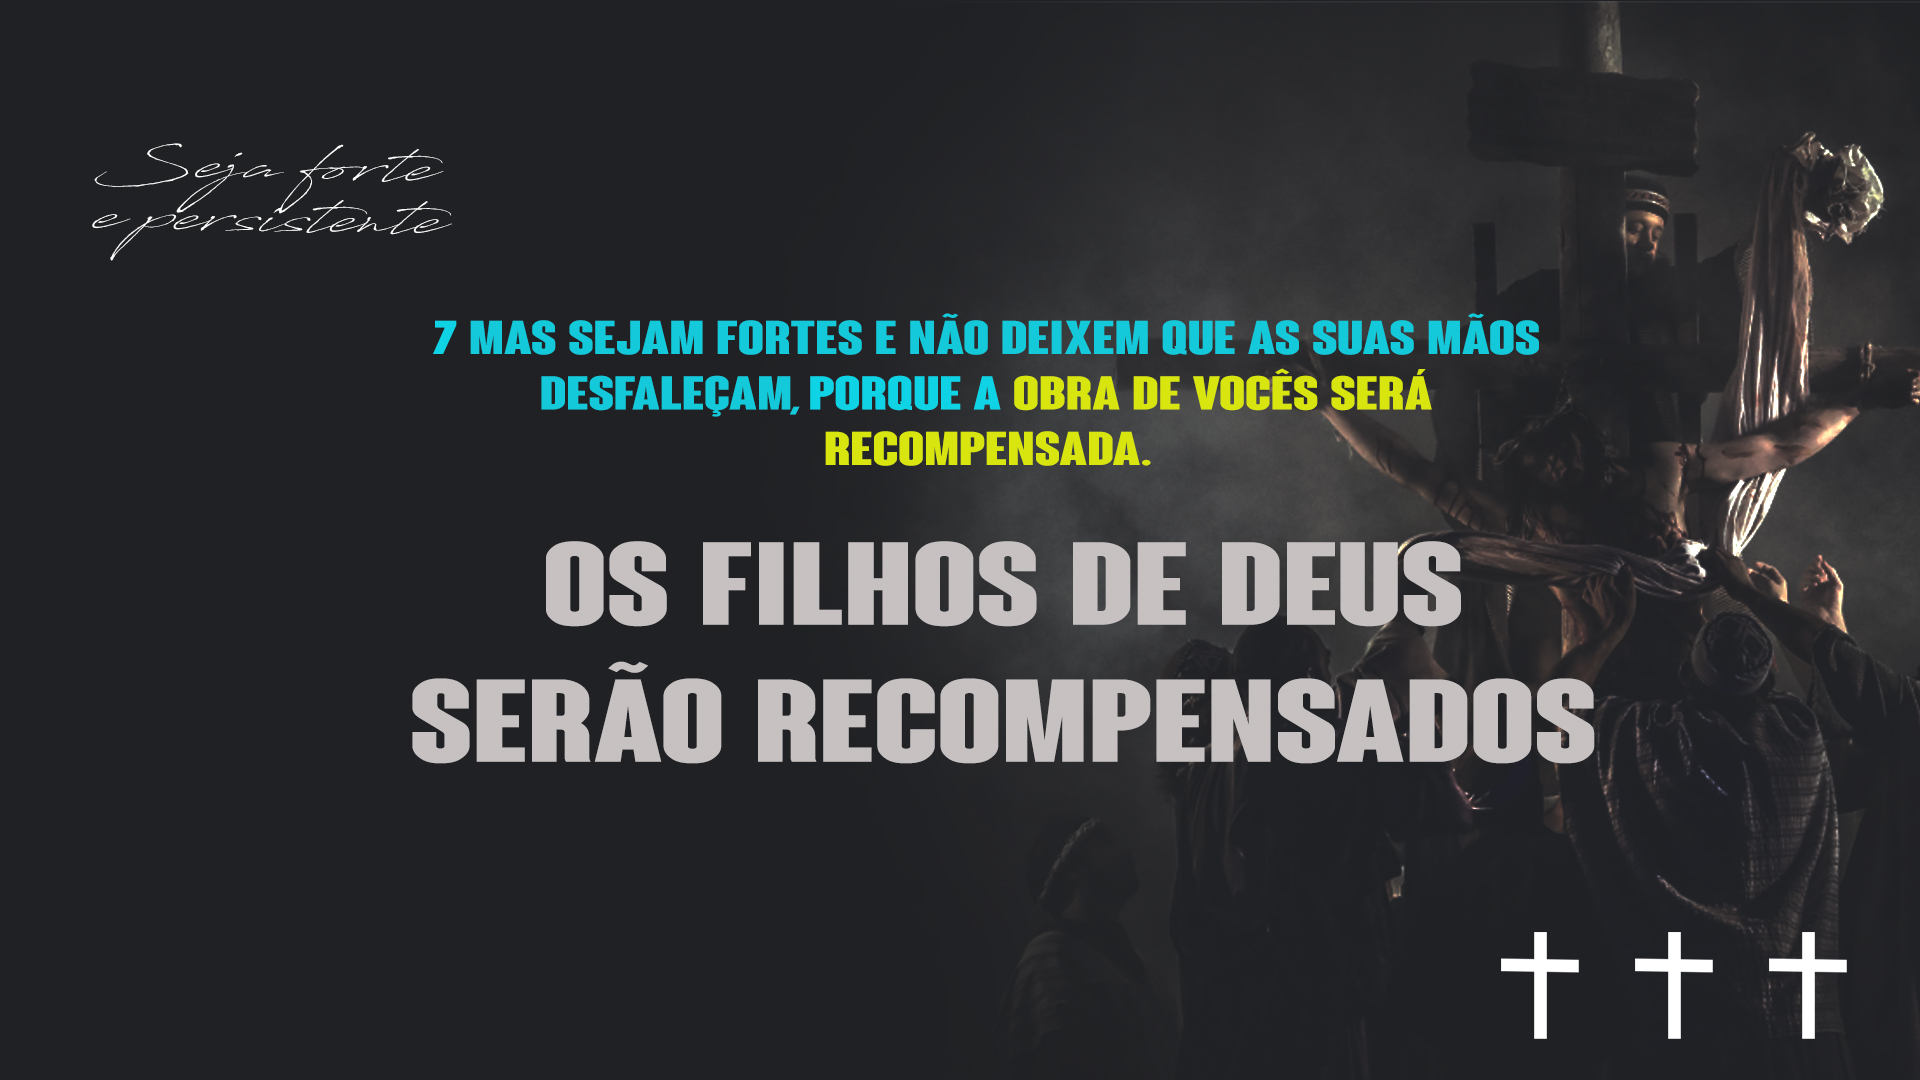 Seja forte
e persistente
7 MAS SEJAM FORTES E NÃO DEIXEM QUE AS SUAS MÃOS
DESFALEÇAM, PORQUE A OBRA DE VOCÊS SERÁ
RECOMPENSADA.
OS FILHOS DE DEUS
SERÃO RECOMPENSADOS